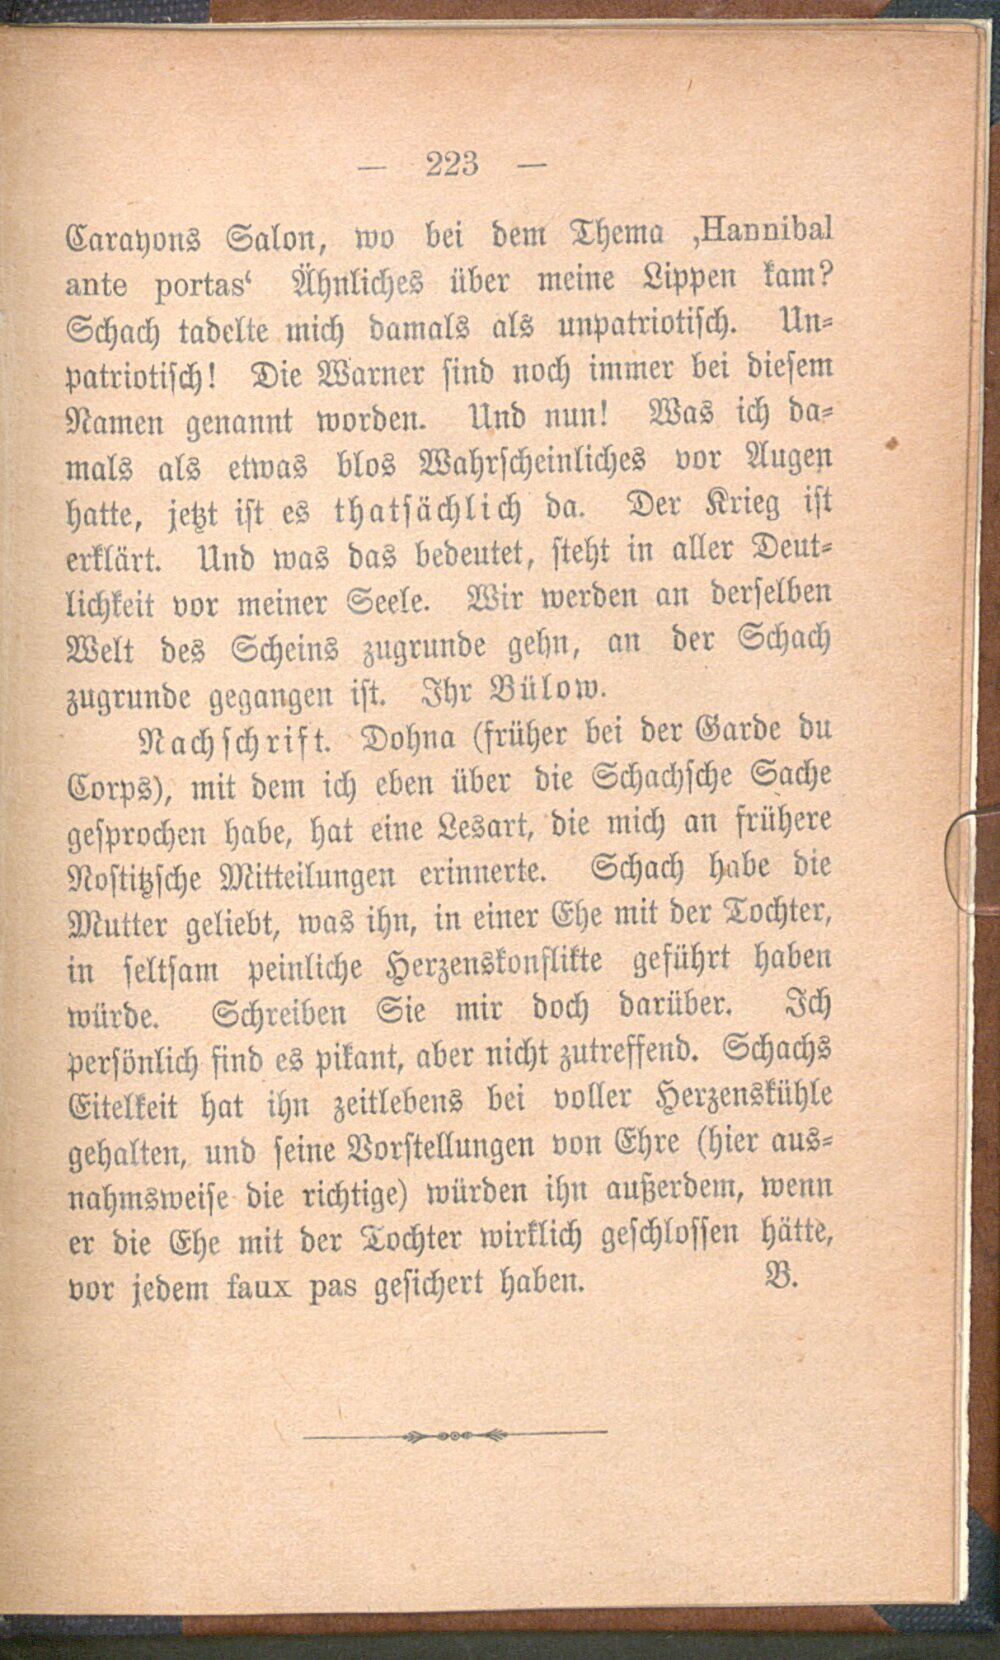 — 223 —
Carayons Salon, wo bei dem Thema ‚Hannibal
ante portas‘ Ähnliches über meine Lippen kam?
Schach tadelte mich damals als unpatriotisch. Un-
patriotisch! Die Warner sind noch immer bei diesem
Namen genannt worden. Und nun! Was ich da-
mals als etwas blos Wahrscheinliches vor Augen
hatte, jetzt ist es thatsächlich da. Der Krieg ist
erklärt. Und was das bedeutet, steht in aller Deut-
lichkeit vor meiner Seele. Wir werden an derselben
Welt des Scheins zugrunde gehn, an der Schach
zugrunde gegangen ist. Ihr Bülow.
Nachschrift. Dohna (früher bei der Garde du
Corps), mit dem ich eben über die Schachsche Sache
gesprochen habe, hat eine Lesart, die mich an frühere
Nostitzsche Mitteilungen erinnerte. Schach habe die
Mutter geliebt, was ihn, in einer Ehe mit der Tochter,
in seltsam peinliche Herzenskonflikte geführt haben
würde. Schreiben Sie mir doch darüber. Ich
persönlich find es pikant, aber nicht zutreffend. Schachs
Eitelkeit hat ihn zeitlebens bei voller Herzenskühle
gehalten, und seine Vorstellungen von Ehre (hier aus-
nahmsweise die richtige) würden ihn außerdem, wenn
er die Ehe mit der Tochter wirklich geschlossen hätte,
vor jedem faux pas gesichert haben. B.